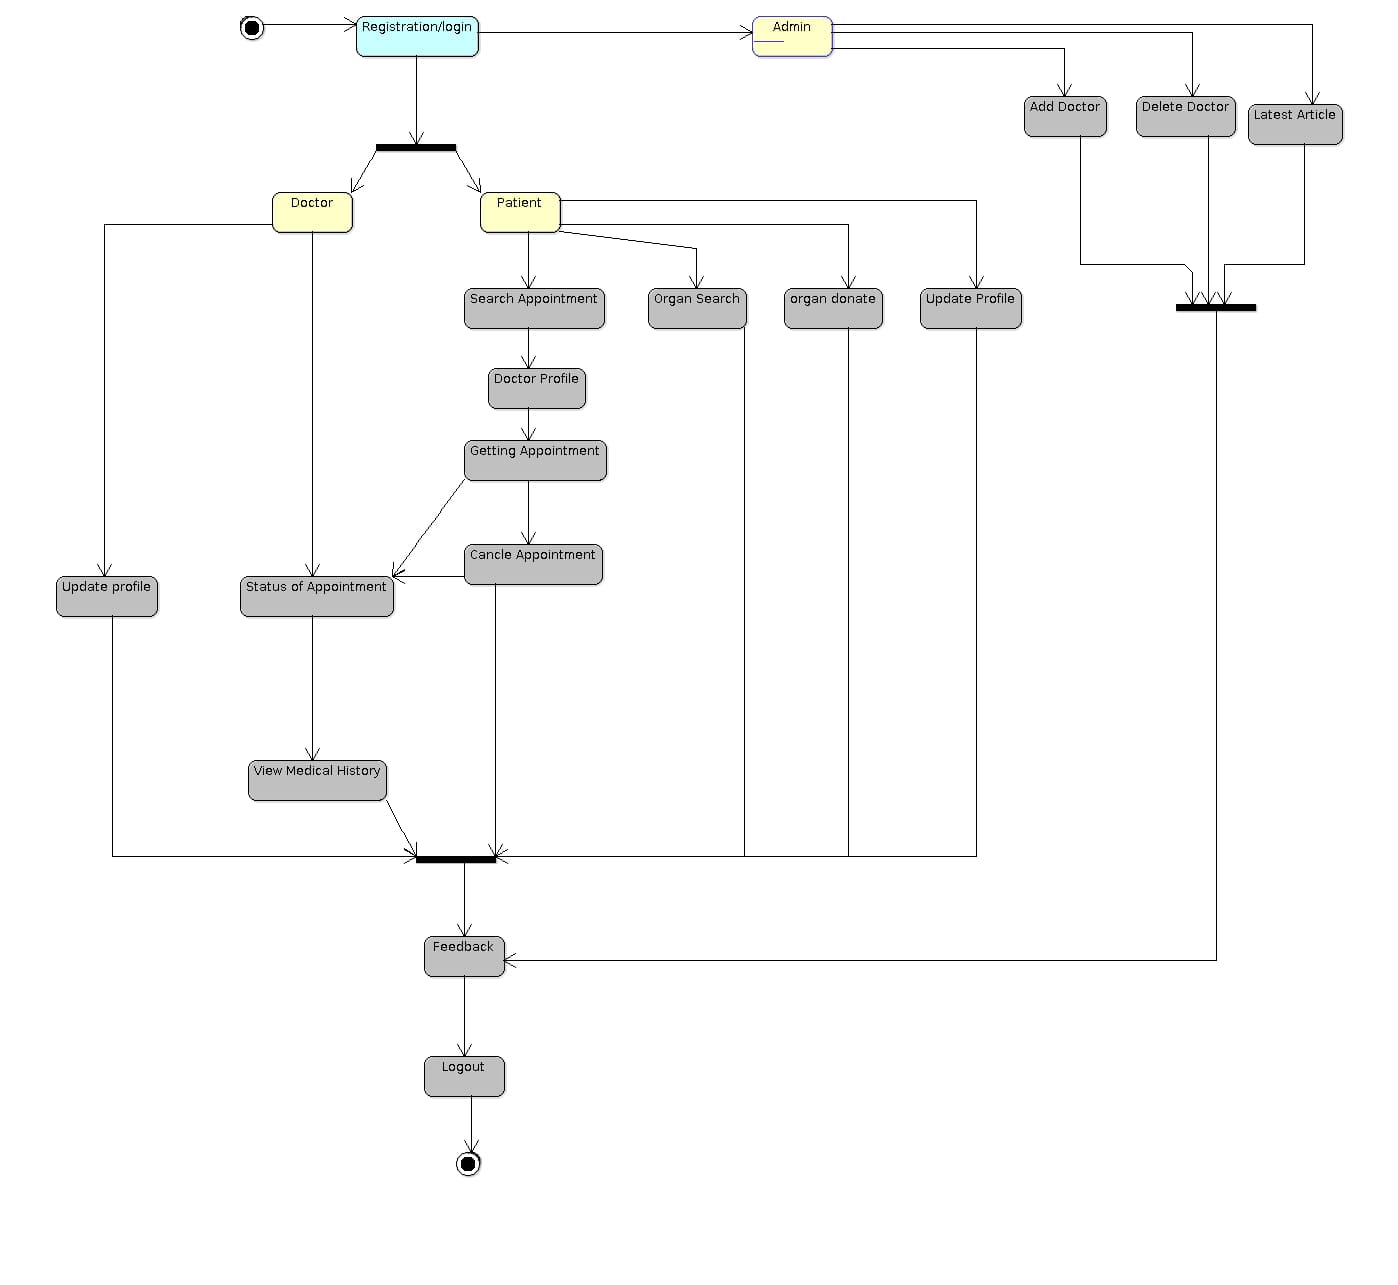 Registration/login
Admin
Add Doctor
Delete Doctor
Latest Article
Doctor
Patient
Search Appointment
Organ Search
organ donate
Update Profile
Doctor Profile
Getting Appointment
Cancle Appointment
Update profile
Status of Appointment
View Medical History
Feedback
Logout